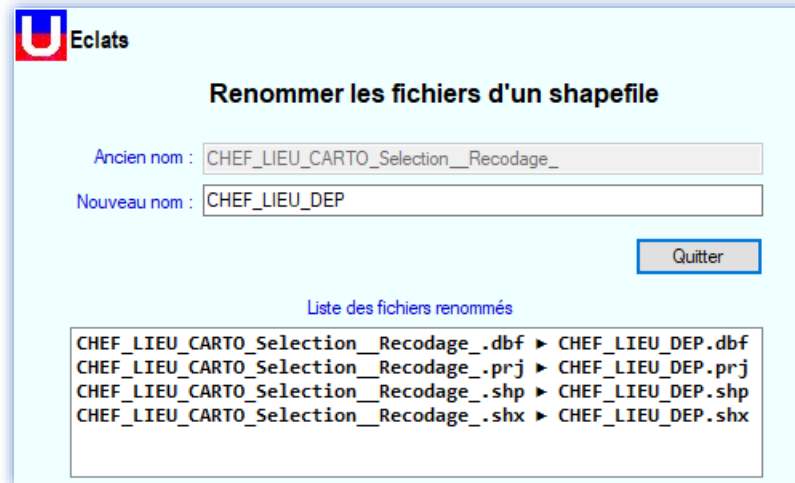 U Eclats
Renommer les fichiers d'un shapefile
Ancien nom : CHEF_LIEU_CARTO_Selection__Recodage_
Nouveau nom : CHEF_LIEU_DEP
Quitter
Liste des fichiers renommés
CHEF_LIEU_CARTO_Selection__Recodage_.dbf ► CHEF_LIEU_DEP.dbf
CHEF_LIEU_CARTO_Selection__Recodage_.prj ► CHEF_LIEU_DEP.prj
CHEF_LIEU_CARTO_Selection__Recodage_.shp ► CHEF_LIEU_DEP.shp
CHEF_LIEU_CARTO_Selection__Recodage_.shx ► CHEF_LIEU_DEP.shx